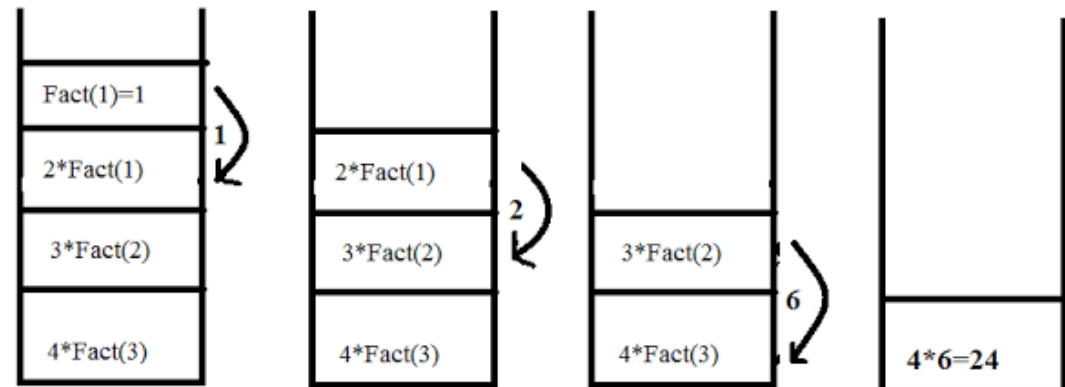 Fact(1)=1
1
2*Fact(1)
3*Fact(2)
4*Fact(3)
2*Fact(1)
2
3*Fact(2)
4*Fact(3)
3*Fact(2)
6
4*Fact(3)
4*6=24